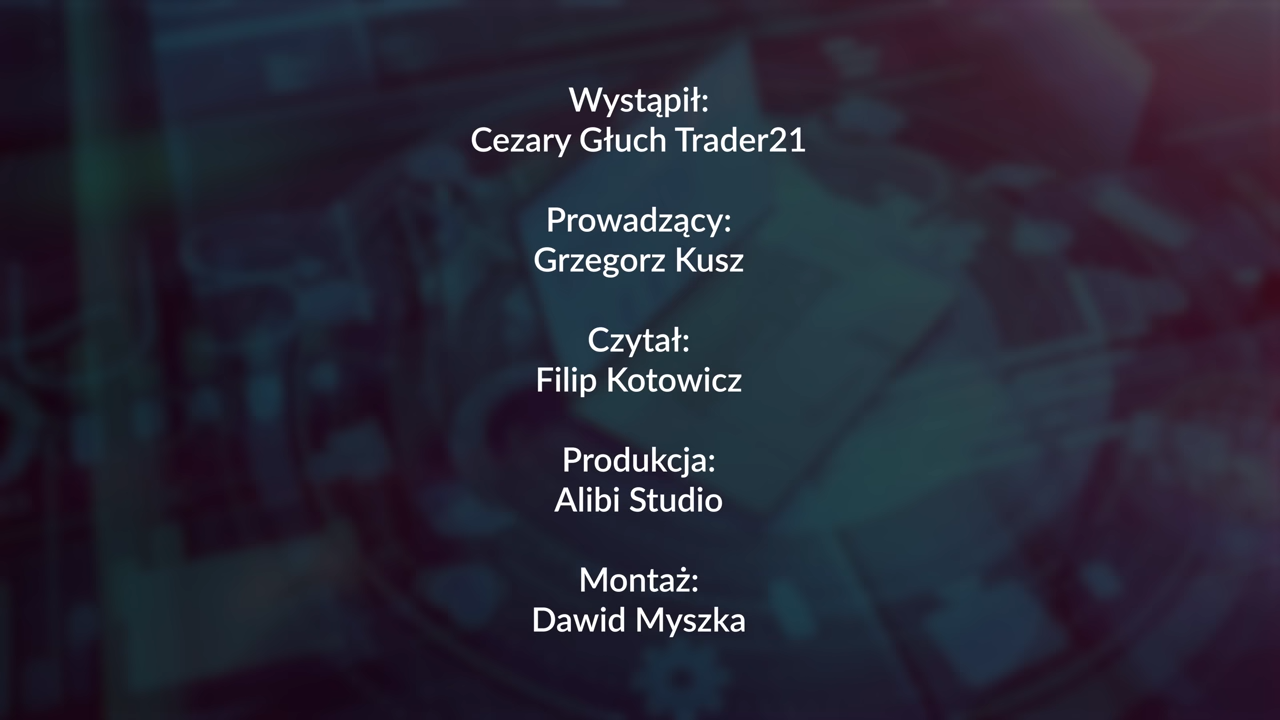 Wystąpił:
Cezary Głuch Trader21
Prowadzący:
Grzegorz Kusz
Czytał:
Filip Kotowicz
Produkcja:
Alibi Studio
Montaż:
Dawid Myszka